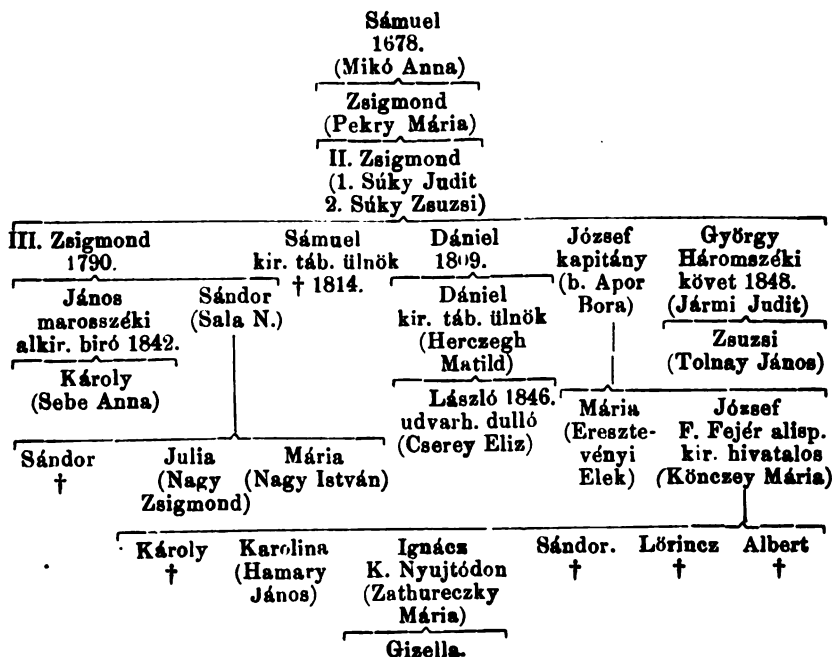 Sámuel
1678.
(Mikó Anna)
Zsigmond
(Pekry Mária)
II. Zsigmond
(1. Súky Judit
2. Súky Zsuzsi)
III. Zsigmond
1790.
Sámuel
kir. táb. ülnök
† 1814.
Dániel
1809.
József
kapitány
(b. Apor
Bora)
György
Háromszéki
követ 1848.
(Jármi Judit)
János
marosszéki
alkir. biró 1842.
Sándor
(Sala N.)
Dániel
kir. táb. ülnök
(Herczegh
Matild)
Zsuzsi
(Tolnay János)
Károly
(Sebe Anna)
László 1846.
udvarh. dulló
(Cserey Eliz)
Mária
(Ereszte-
vényi
Elek)
József
F. Fejér alisp.
kir. hivatalos
(Könczey Mária)
Sándor
†
Julia
(Nagy
Zsigmond)
Mária
(Nagy István)
Károly
†
Karolina
(Hamary
János)
Ignácz
K. Nyujtódon
(Zathureczky
Mária)
Sándor.
†
Lörincz
†
Albert
†
Gizella.